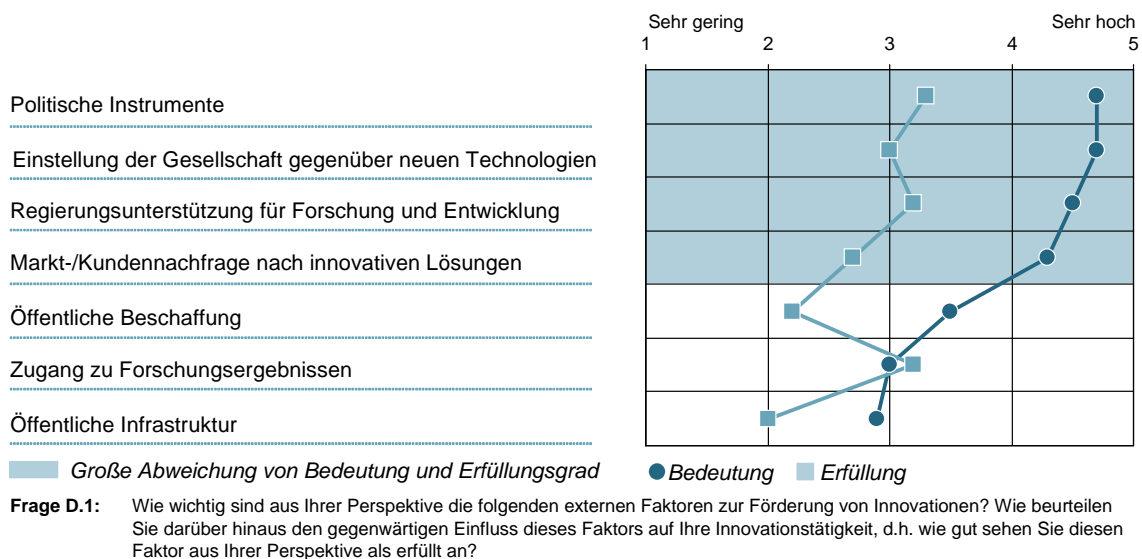 Sehr gering Sehr hoch
1 2 3 4 5
Politische Instrumente
Einstellung der Gesellschaft gegenüber neuen Technologien
Regierungsunterstützung für Forschung und Entwicklung
Markt-/Kundennachfrage nach innovativen Lösungen
Öffentliche Beschaffung
Zugang zu Forschungsergebnissen
Öffentliche Infrastruktur
Große Abweichung von Bedeutung und Erfüllungsgrad Bedeutung Erfüllung
Frage D.1: Wie wichtig sind aus Ihrer Perspektive die folgenden externen Faktoren zur Förderung von Innovationen? Wie beurteilen
Sie darüber hinaus den gegenwärtigen Einfluss dieses Faktors auf Ihre Innovationstätigkeit, d.h. wie gut sehen Sie diesen
Faktor aus Ihrer Perspektive als erfüllt an?